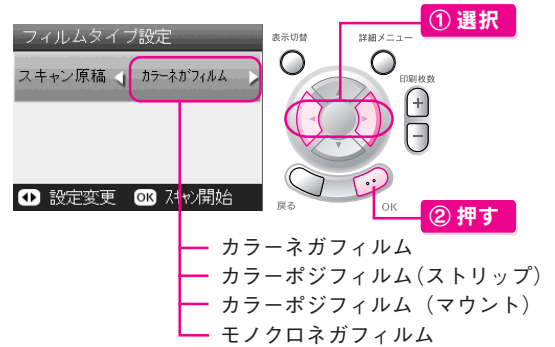 フィルムタイプ設定
スキャン原稿 カラーネガフィルム
設定変更 OK スキャン開始
表示切替
詳細メニュー
① 選択
印刷枚数
+
−
戻る
OK
② 押す
カラーネガフィルム
カラーポジフィルム(ストリップ)
カラーポジフィルム(マウント)
モノクロネガフィルム